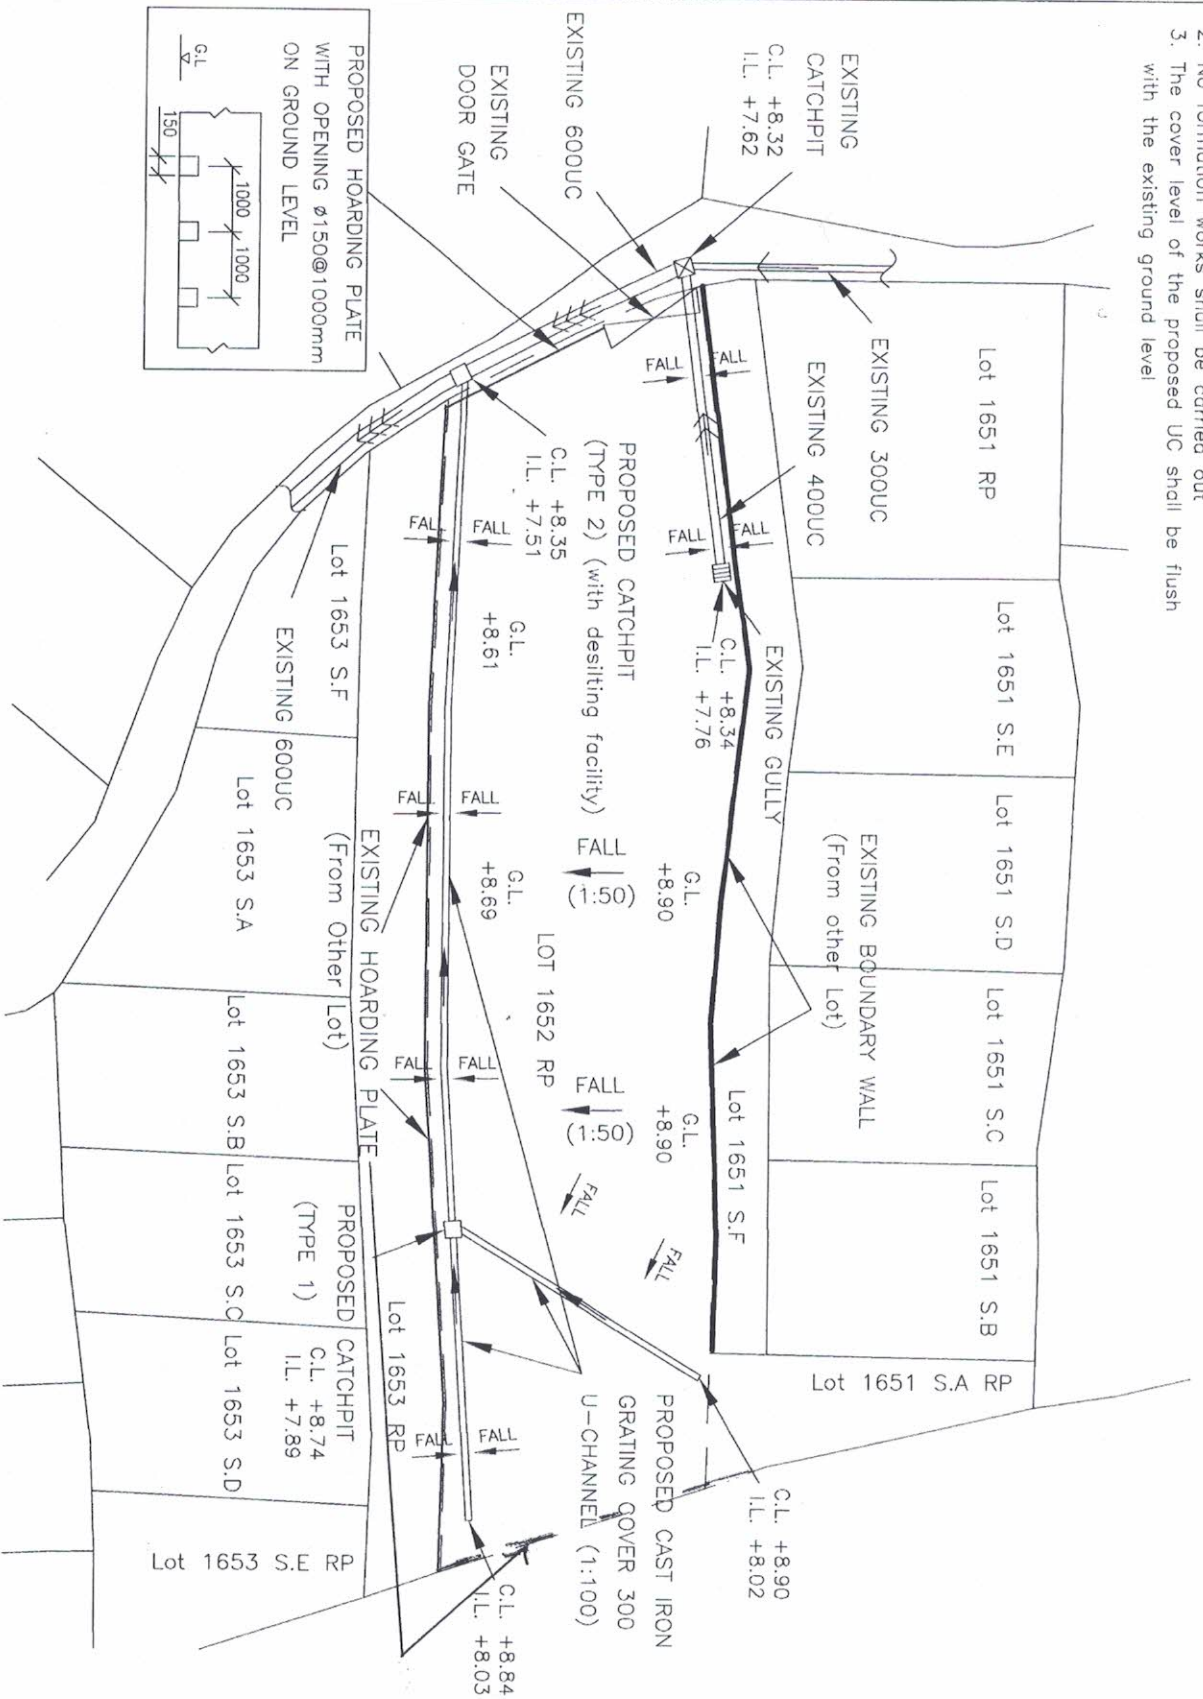 2. No formation works shall be carried out
3. The cover level of the proposed UC shall be flush
with the existing ground level
Lot 1651 RP
Lot 1651 S.E
Lot 1651 S.D
Lot 1651 S.C
Lot 1651 S.B
Lot 1651 S.A RP
EXISTING
CATCHPIT
C.L. +8.32
I.L. +7.62
EXISTING 300UC
EXISTING 400UC
EXISTING GULLY
C.L. +8.34
I.L. +7.76
EXISTING BOUNDARY WALL
(From other Lot)
Lot 1651 S.F
C.L. +8.90
I.L. +8.02
FALL
FALL
FALL
FALL
EXISTING 600UC
EXISTING
DOOR GATE
PROPOSED CATCHPIT
(TYPE 2) (with desilting facility)
C.L. +8.35
I.L. +7.51
G.L.
+8.90
FALL
(1:50)
G.L.
+8.90
FALL
(1:50)
FALL
FALL
PROPOSED CAST IRON
GRATING COVER 300
U-CHANNEL (1:100)
LOT 1652 RP
G.L.
+8.61
G.L.
+8.69
C.L. +8.84
I.L. +8.03
FALL
FALL
FALL
FALL
FALL
FALL
FALL
FALL
PROPOSED HOARDING PLATE
WITH OPENING ø150@1000mm
ON GROUND LEVEL
1000
1000
150
G.L
EXISTING 600UC
EXISTING HOARDING PLATE
(From Other Lot)
PROPOSED CATCHPIT
(TYPE 1)
C.L. +8.74
I.L. +7.89
Lot 1653 RP
Lot 1653 S.F
Lot 1653 S.A
Lot 1653 S.B
Lot 1653 S.C
Lot 1653 S.D
Lot 1653 S.E RP